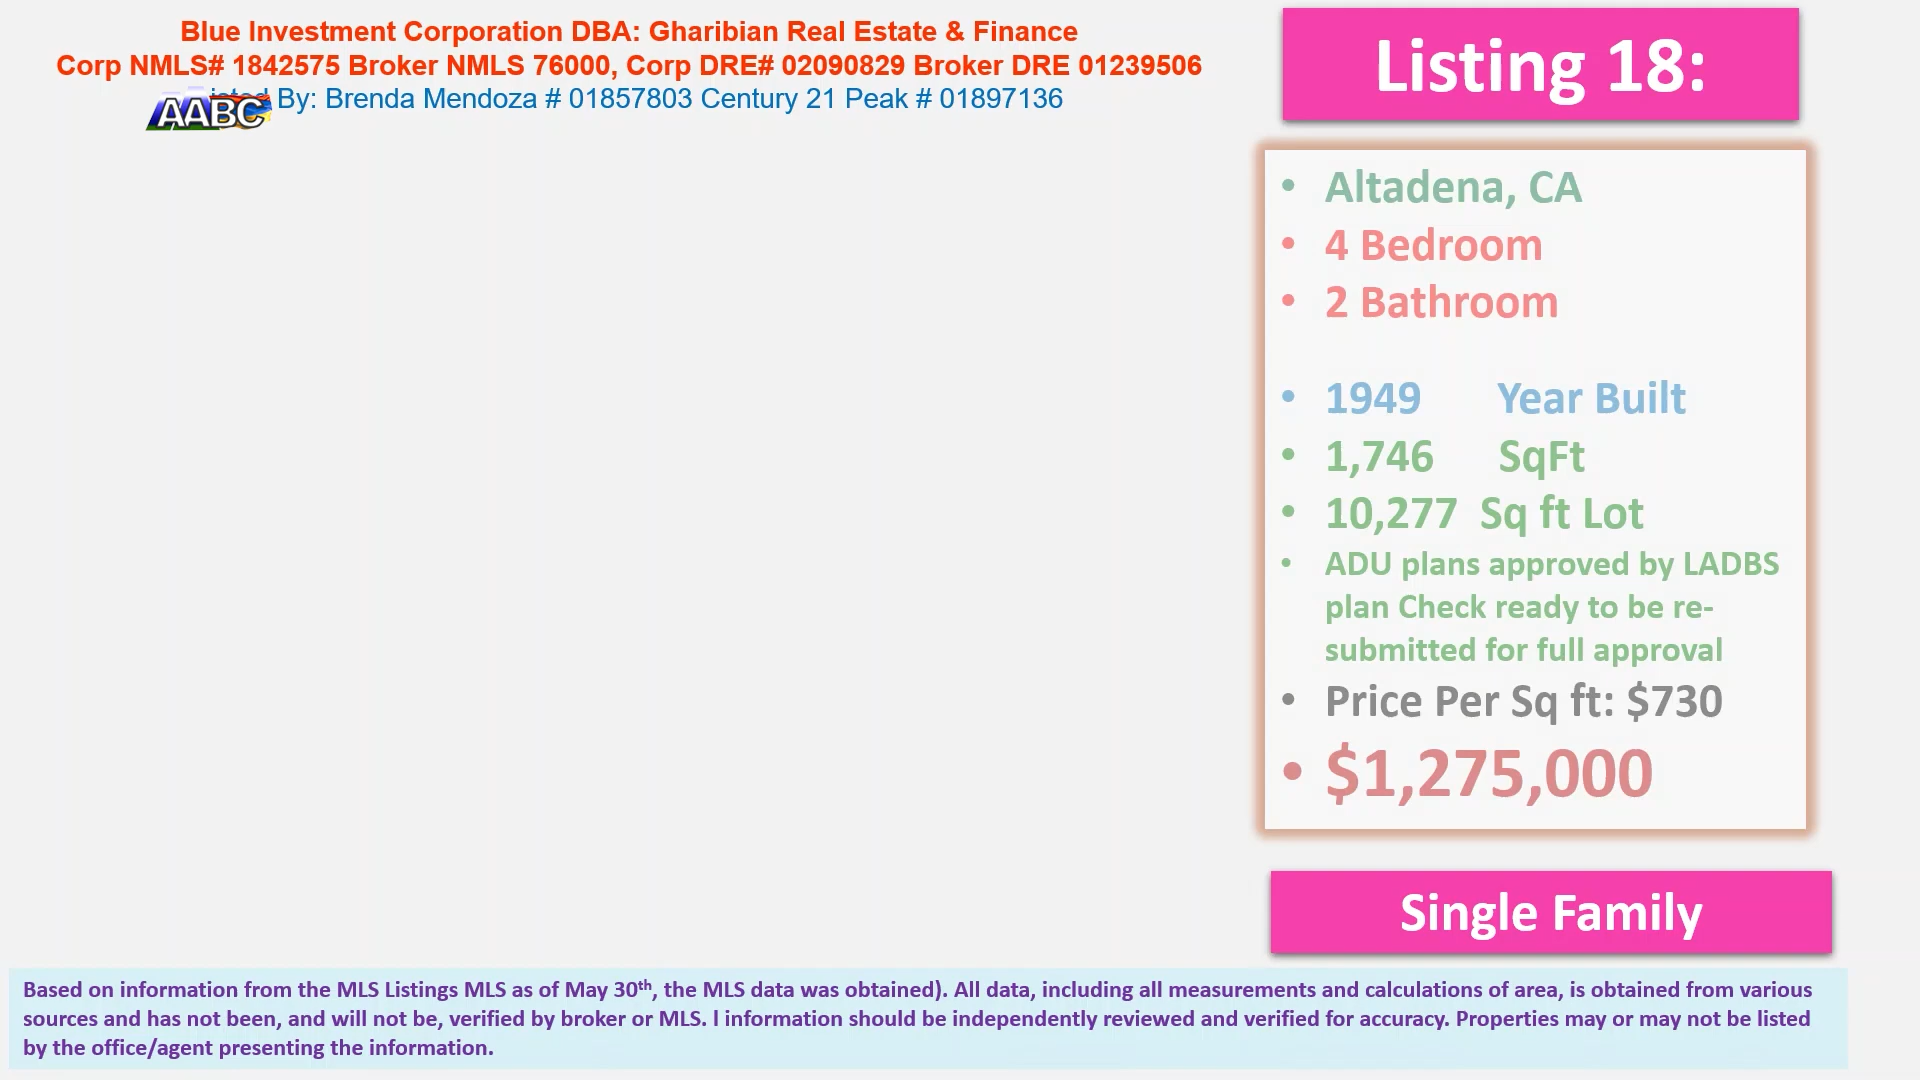 Blue Investment Corporation DBA: Gharibian Real Estate & Finance
Corp NMLS# 1842575 Broker NMLS 76000, Corp DRE# 02090829 Broker DRE 01239506
By: Brenda Mendoza # 01857803 Century 21 Peak # 01897136
AABC
Listing 18:
• Altadena, CA
• 4 Bedroom
• 2 Bathroom
• 1949 Year Built
• 1,746 SqFt
• 10,277 Sq ft Lot
• ADU plans approved by LADBS
plan Check ready to be re-
submitted for full approval
• Price Per Sq ft: $730
• $1,275,000
Single Family
Based on information from the MLS Listings MLS as of May 30th, the MLS data was obtained). All data, including all measurements and calculations of area, is obtained from various
sources and has not been, and will not be, verified by broker or MLS. l information should be independently reviewed and verified for accuracy. Properties may or may not be listed
by the office/agent presenting the information.